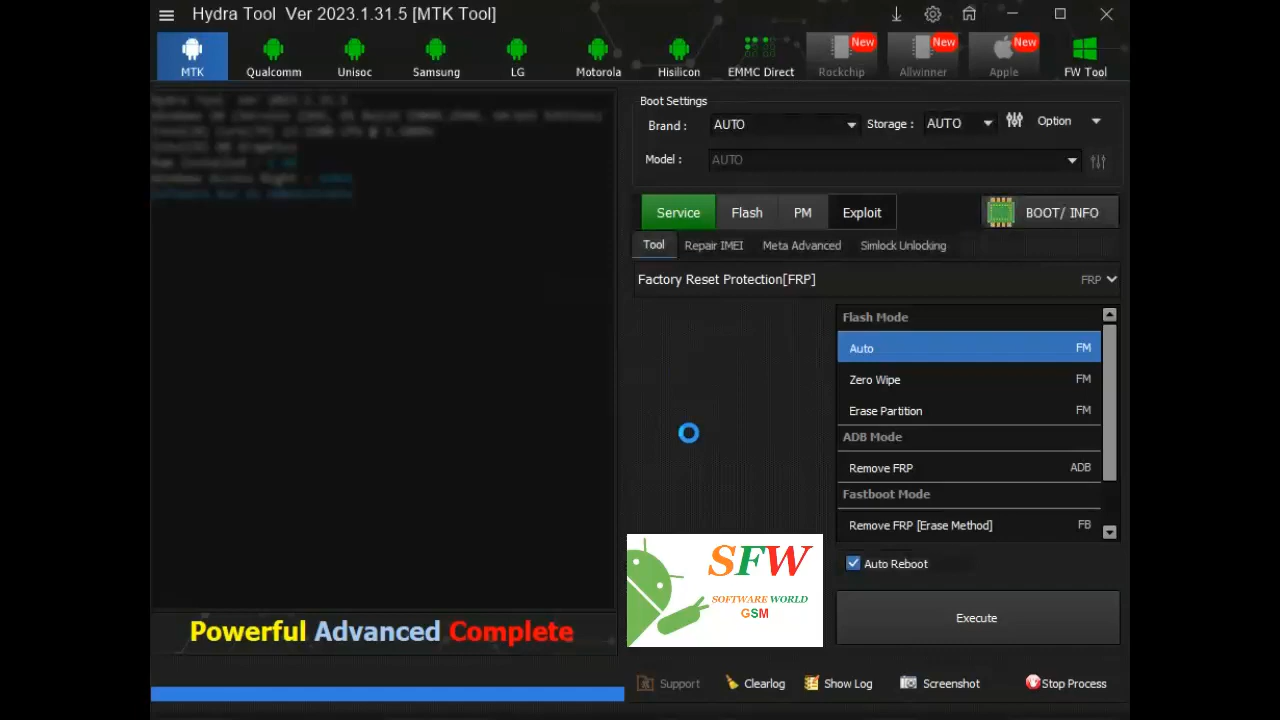 Hydra Tool Ver 2023.1.31.5 [MTK Tool]
MTK
Qualcomm
Unisoc
Samsung
LG
Motorola
Hisilicon
EMMC Direct
New
Rockchip
New
Allwinner
New
Apple
FW Tool
Boot Settings
Brand : AUTO
Storage : AUTO
Option
Model : AUTO
Service
Flash
PM
Exploit
BOOT/ INFO
Tool
Repair IMEI
Meta Advanced
Simlock Unlocking
Factory Reset Protection[FRP] FRP
Flash Mode
Auto FM
Zero Wipe FM
Erase Partition FM
ADB Mode
Remove FRP ADB
Fastboot Mode
Remove FRP [Erase Method] FB
SFW
SOFTWARE WORLD
GSM
Auto Reboot
Execute
Powerful Advanced Complete
Support
Clearlog
Show Log
Screenshot
Stop Process